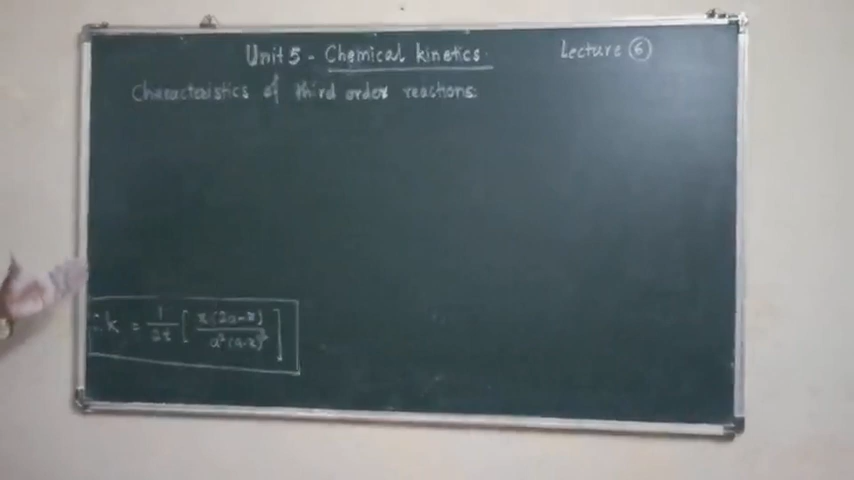 Unit 5 - Chemical kinetics. Lecture ⑥
Characteristics of third order reactions:
∴ k = 1/2t [ x(2a-x) / a²(a-x)² ]